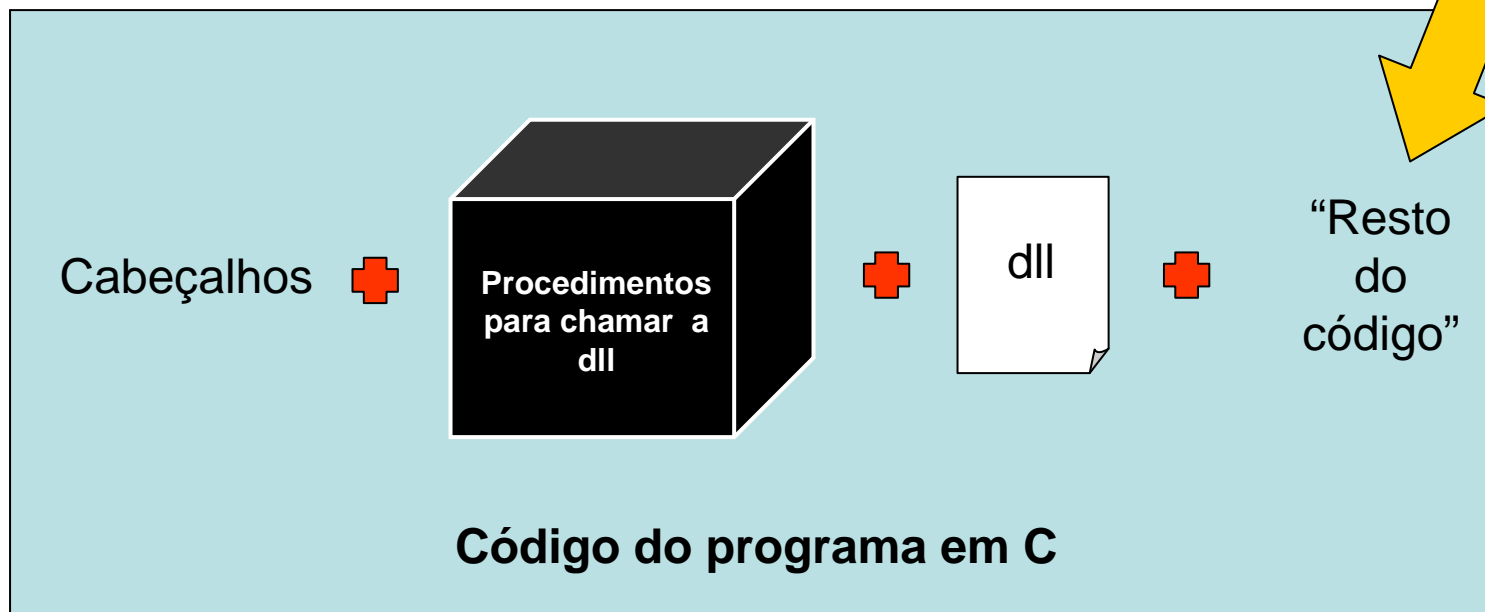 Cabeçalhos
Procedimentos
para chamar a
dll
dll
“Resto
do
código”
Código do programa em C